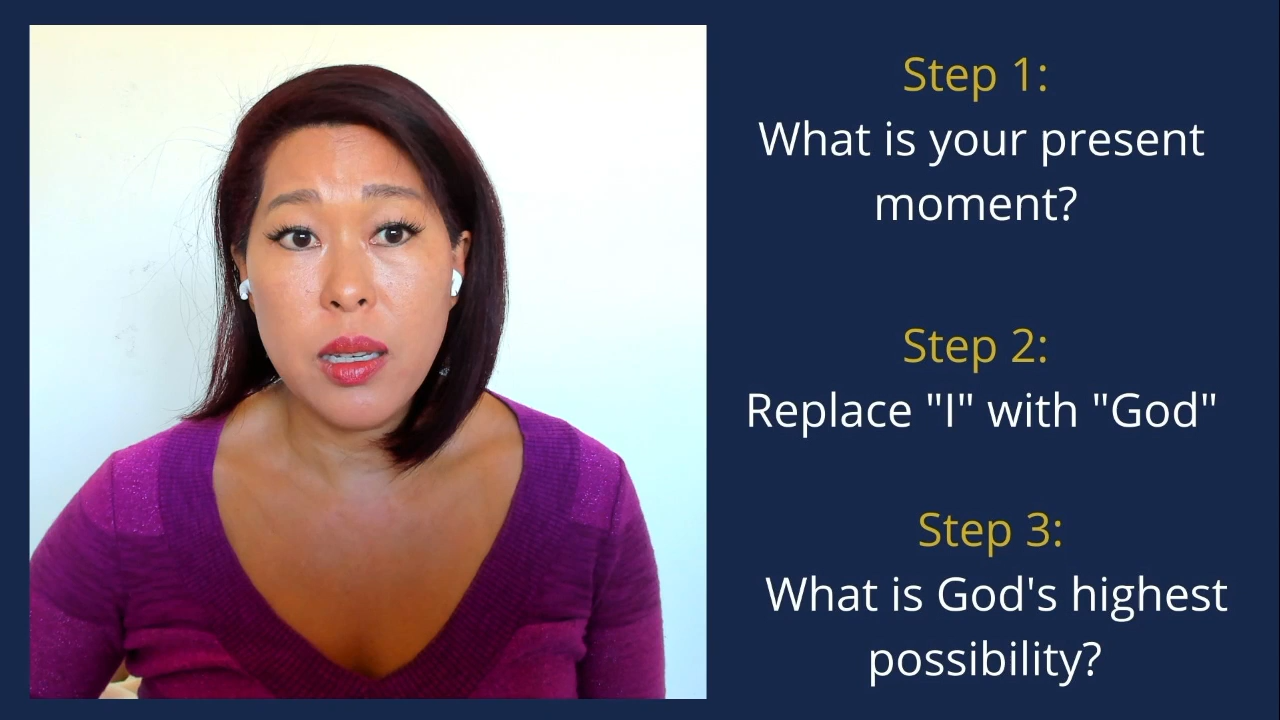 Step 1:
What is your present
moment?
Step 2:
Replace "I" with "God"
Step 3:
What is God's highest
possibility?